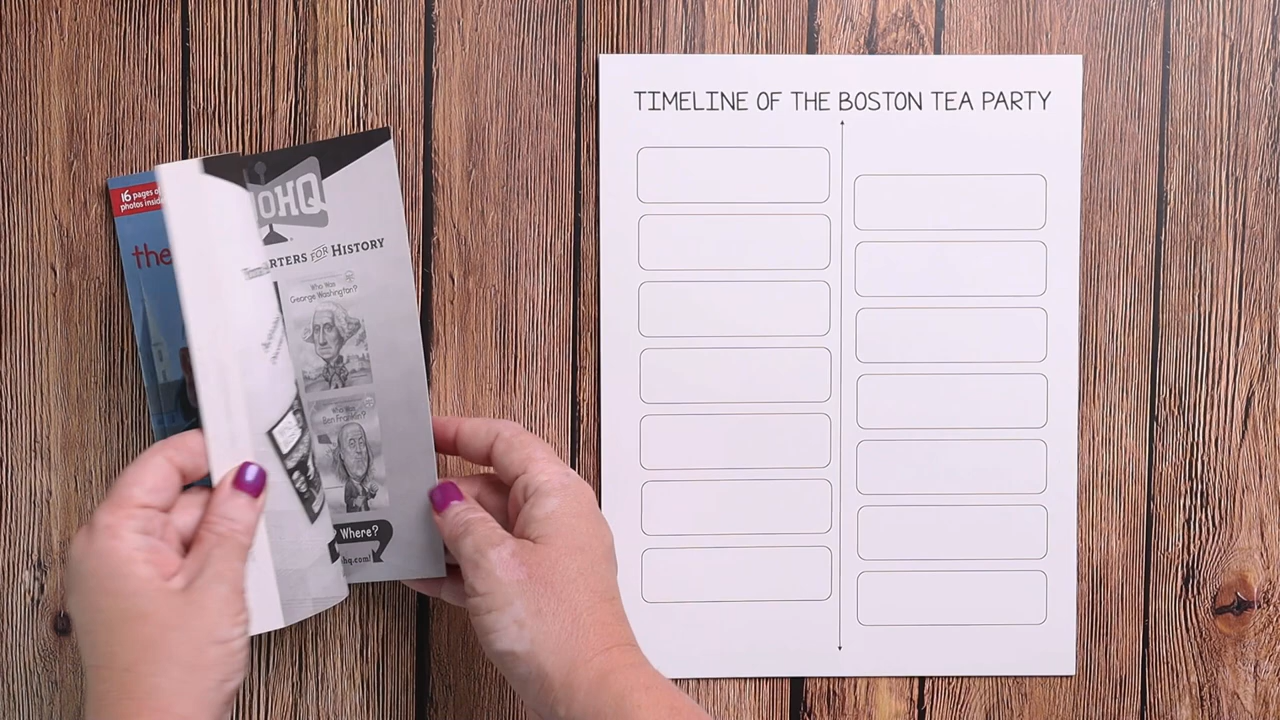 16 pages of
photos inside
the
OHQ
RTERS FOR HISTORY
Who Was
George Washington?
Who Was
Ben Franklin?
? Where?
hq.com!
TIMELINE OF THE BOSTON TEA PARTY